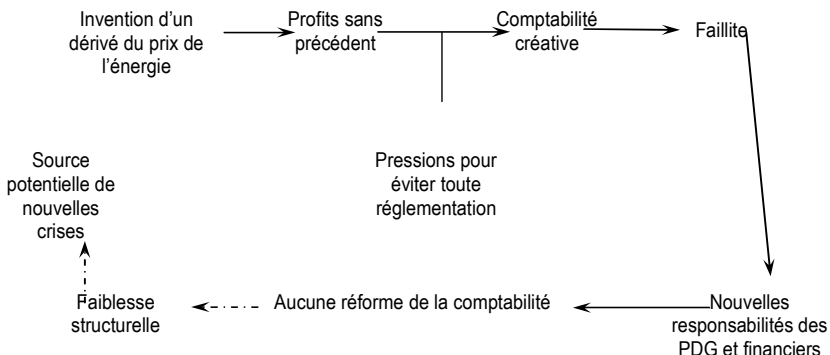 Invention d'un
dérivé du prix de
l'énergie
Profits sans
précédent
Comptabilité
créative
Faillite
Source
potentielle de
nouvelles
crises
Pressions pour
éviter toute
réglementation
Faiblesse
structurelle
Aucune réforme de la comptabilité
Nouvelles
responsabilités des
PDG et financiers